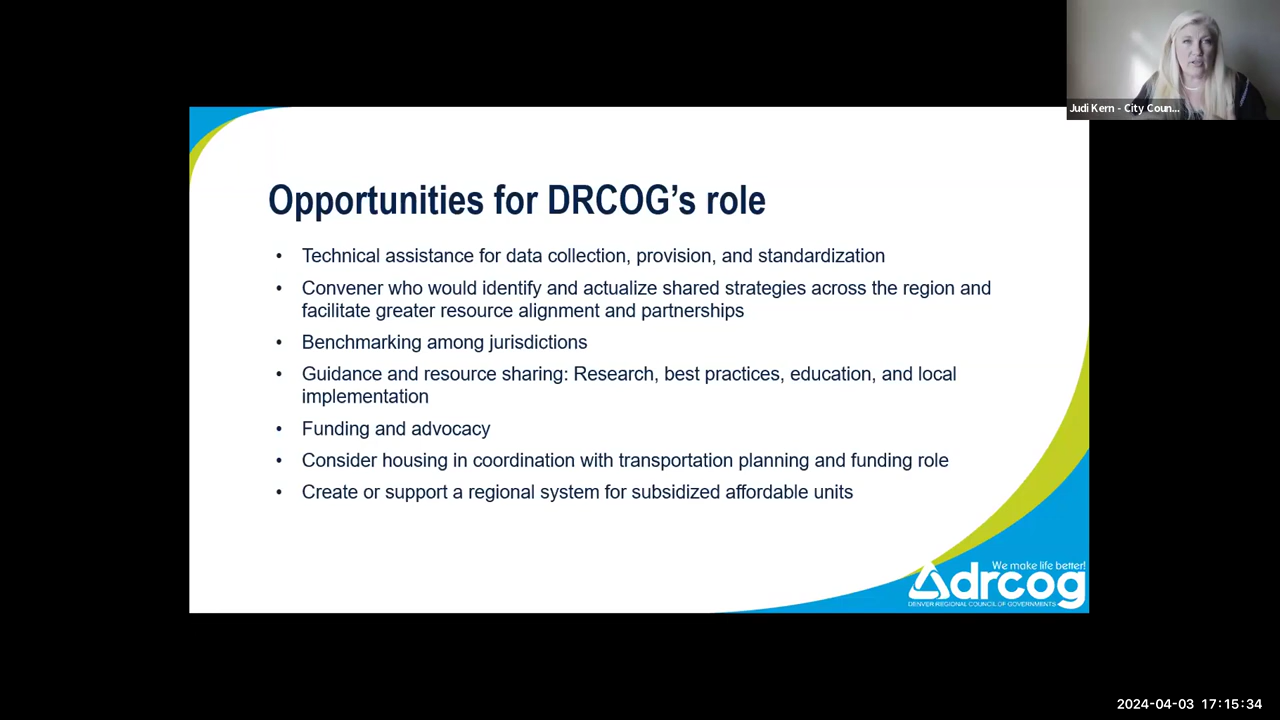 Judi Kern - City Coun...
Opportunities for DRCOG’s role
• Technical assistance for data collection, provision, and standardization
• Convener who would identify and actualize shared strategies across the region and
facilitate greater resource alignment and partnerships
• Benchmarking among jurisdictions
• Guidance and resource sharing: Research, best practices, education, and local
implementation
• Funding and advocacy
• Consider housing in coordination with transportation planning and funding role
• Create or support a regional system for subsidized affordable units
We make life better!
drcog
DENVER REGIONAL COUNCIL OF GOVERNMENTS
2024-04-03 17:15:34